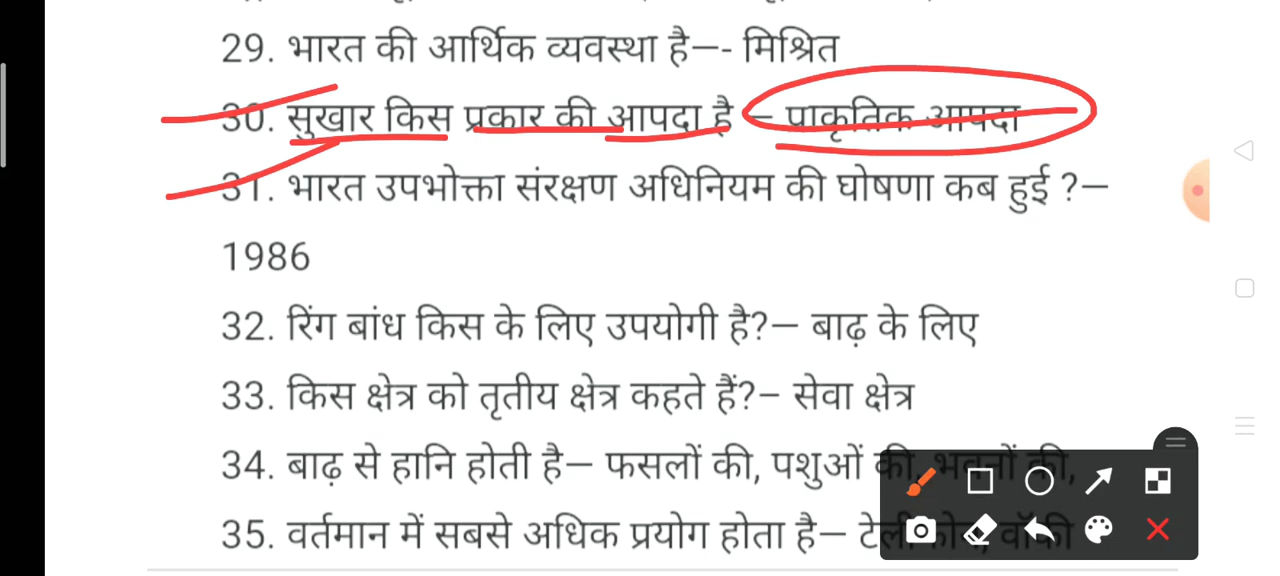 29. भारत की आर्थिक व्यवस्था है—- मिश्रित
30. सुखार किस प्रकार की आपदा है – प्राकृतिक आपदा
31. भारत उपभोक्ता संरक्षण अधिनियम की घोषणा कब हुई ?—
1986
32. रिंग बांध किस के लिए उपयोगी है?— बाढ़ के लिए
33. किस क्षेत्र को तृतीय क्षेत्र कहते हैं?– सेवा क्षेत्र
34. बाढ़ से हानि होती है— फसलों की, पशुओं की, भवनों की,
35. वर्तमान में सबसे अधिक प्रयोग होता है— टेलीफोन, वॉकी